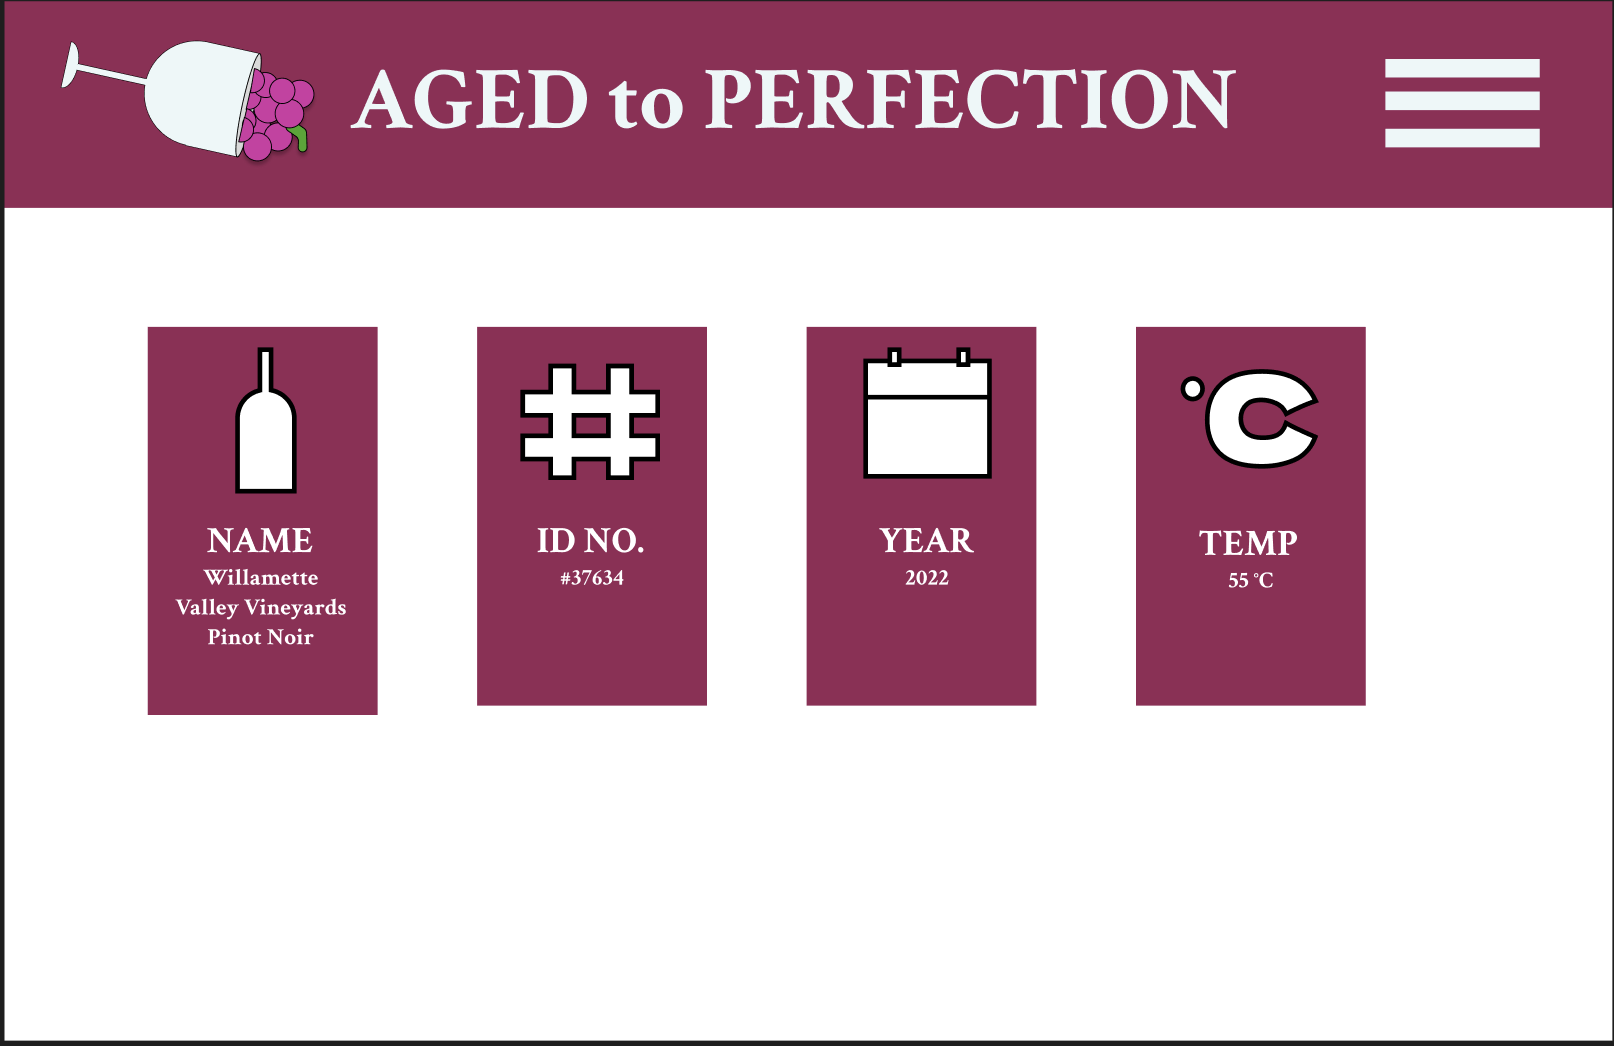 AGED to PERFECTION
NAME
Willamette
Valley Vineyards
Pinot Noir
ID NO.
#37634
YEAR
2022
°C
TEMP
55 °C